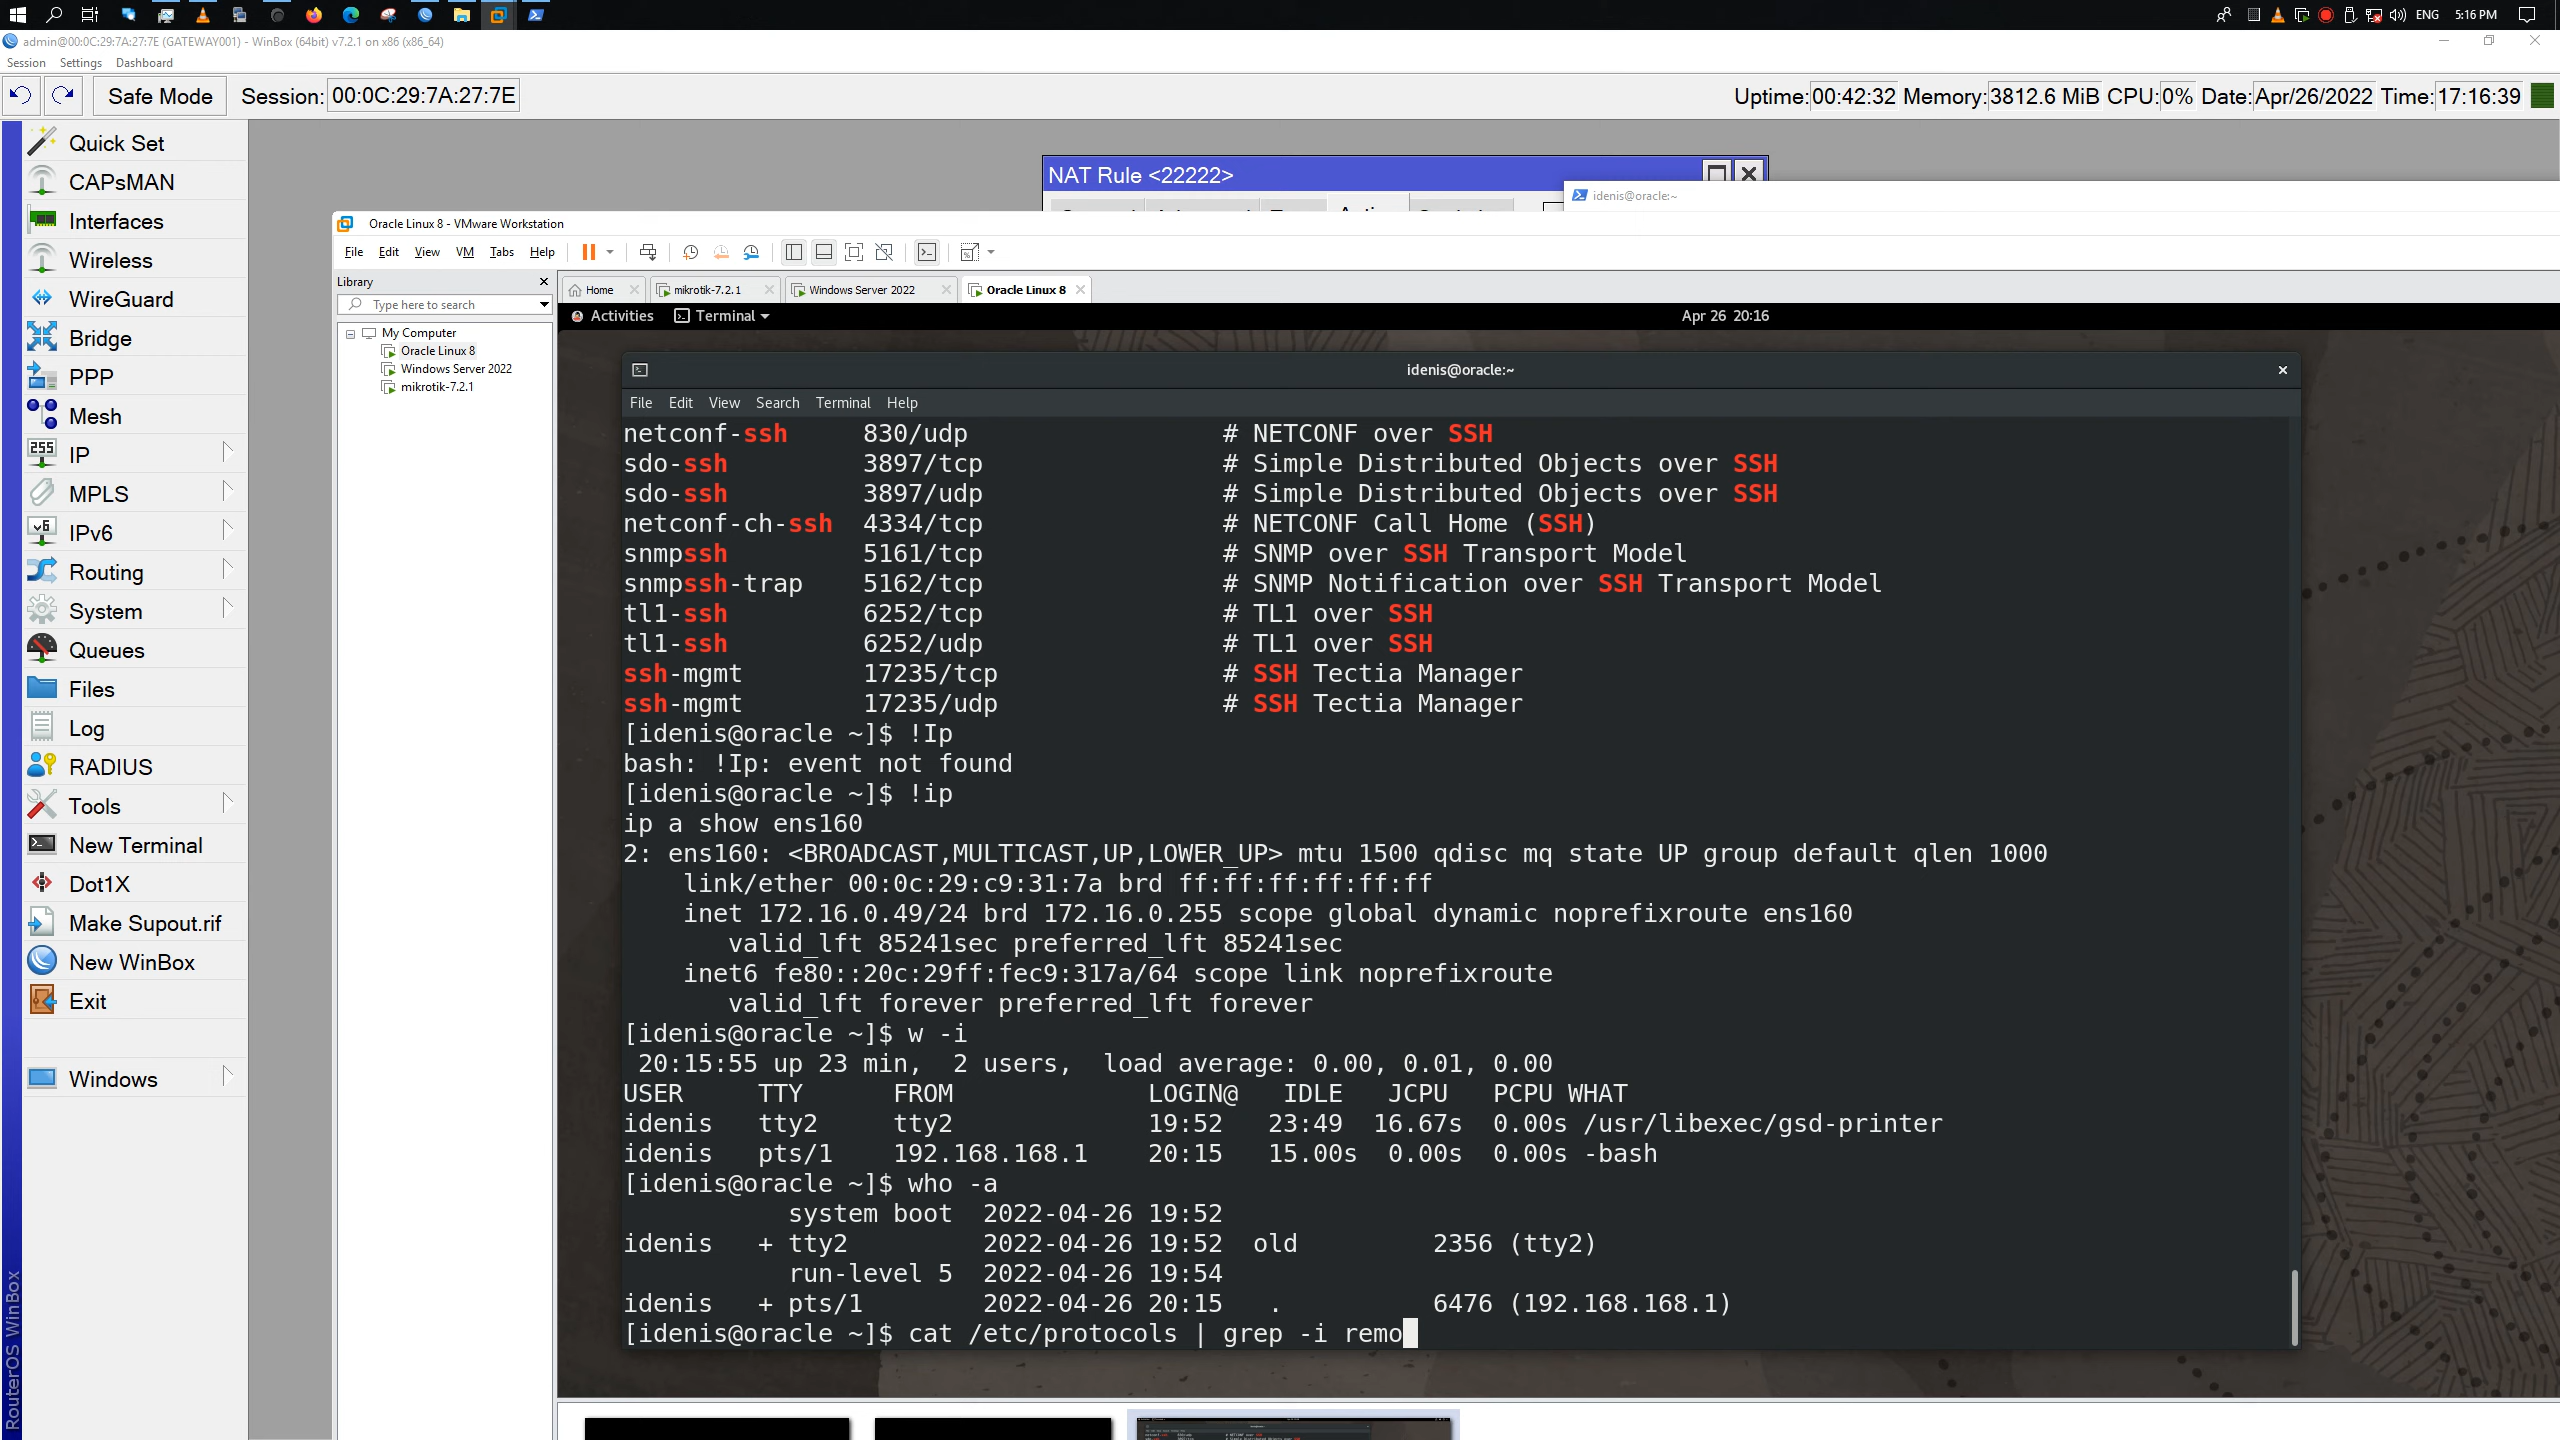 ENG 5:16 PM
admin@00:0C:29:7A:27:7E (GATEWAY001) - WinBox (64bit) v7.2.1 on x86 (x86_64)
Session Settings Dashboard
Safe Mode Session: 00:0C:29:7A:27:7E Uptime: 00:42:32 Memory: 3812.6 MiB CPU: 0% Date: Apr/26/2022 Time: 17:16:39
Quick Set
CAPsMAN
Interfaces
Wireless
WireGuard
Bridge
PPP
Mesh
IP
MPLS
IPv6
Routing
System
Queues
Files
Log
RADIUS
Tools
New Terminal
Dot1X
Make Supout.rif
New WinBox
Exit
Windows
RouterOS WinBox
NAT Rule <22222>
idenis@oracle:~
Oracle Linux 8 - VMware Workstation
File Edit View VM Tabs Help
Library
Type here to search
My Computer
Oracle Linux 8
Windows Server 2022
mikrotik-7.2.1
Home mikrotik-7.2.1 Windows Server 2022 Oracle Linux 8
Activities Terminal Apr 26 20:16
idenis@oracle:~
File Edit View Search Terminal Help
netconf-ssh 830/udp # NETCONF over SSH
sdo-ssh 3897/tcp # Simple Distributed Objects over SSH
sdo-ssh 3897/udp # Simple Distributed Objects over SSH
netconf-ch-ssh 4334/tcp # NETCONF Call Home (SSH)
snmpssh 5161/tcp # SNMP over SSH Transport Model
snmpssh-trap 5162/tcp # SNMP Notification over SSH Transport Model
tl1-ssh 6252/tcp # TL1 over SSH
tl1-ssh 6252/udp # TL1 over SSH
ssh-mgmt 17235/tcp # SSH Tectia Manager
ssh-mgmt 17235/udp # SSH Tectia Manager
[idenis@oracle ~]$ !Ip
bash: !Ip: event not found
[idenis@oracle ~]$ !ip
ip a show ens160
2: ens160: <BROADCAST,MULTICAST,UP,LOWER_UP> mtu 1500 qdisc mq state UP group default qlen 1000
link/ether 00:0c:29:c9:31:7a brd ff:ff:ff:ff:ff:ff
inet 172.16.0.49/24 brd 172.16.0.255 scope global dynamic noprefixroute ens160
valid_lft 85241sec preferred_lft 85241sec
inet6 fe80::20c:29ff:fec9:317a/64 scope link noprefixroute
valid_lft forever preferred_lft forever
[idenis@oracle ~]$ w -i
20:15:55 up 23 min, 2 users, load average: 0.00, 0.01, 0.00
USER TTY FROM LOGIN@ IDLE JCPU PCPU WHAT
idenis tty2 tty2 19:52 23:49 16.67s 0.00s /usr/libexec/gsd-printer
idenis pts/1 192.168.168.1 20:15 15.00s 0.00s 0.00s -bash
[idenis@oracle ~]$ who -a
system boot 2022-04-26 19:52
idenis + tty2 2022-04-26 19:52 old 2356 (tty2)
run-level 5 2022-04-26 19:54
idenis + pts/1 2022-04-26 20:15 . 6476 (192.168.168.1)
[idenis@oracle ~]$ cat /etc/protocols | grep -i remo